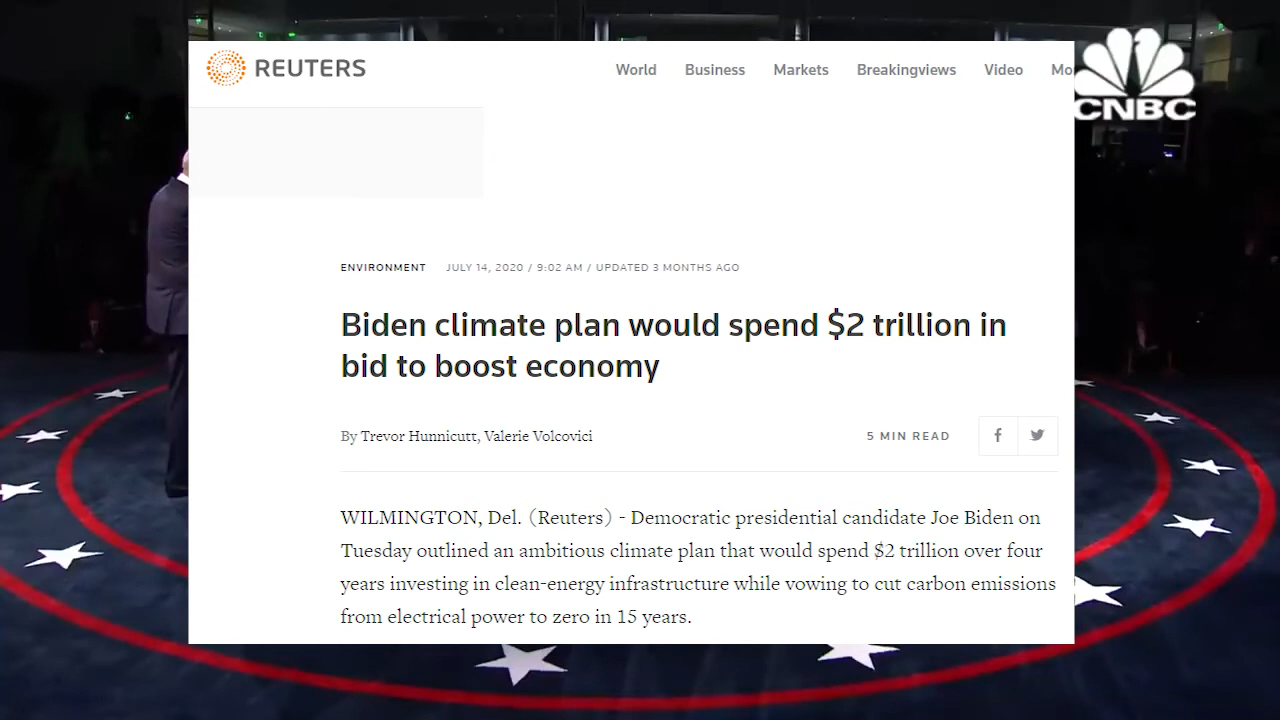 REUTERS
World Business Markets Breakingviews Video Mo
CNBC
ENVIRONMENT JULY 14, 2020 / 9:02 AM / UPDATED 3 MONTHS AGO
Biden climate plan would spend $2 trillion in
bid to boost economy
By Trevor Hunnicutt, Valerie Volcovici
5 MIN READ
WILMINGTON, Del. (Reuters) - Democratic presidential candidate Joe Biden on
Tuesday outlined an ambitious climate plan that would spend $2 trillion over four
years investing in clean-energy infrastructure while vowing to cut carbon emissions
from electrical power to zero in 15 years.